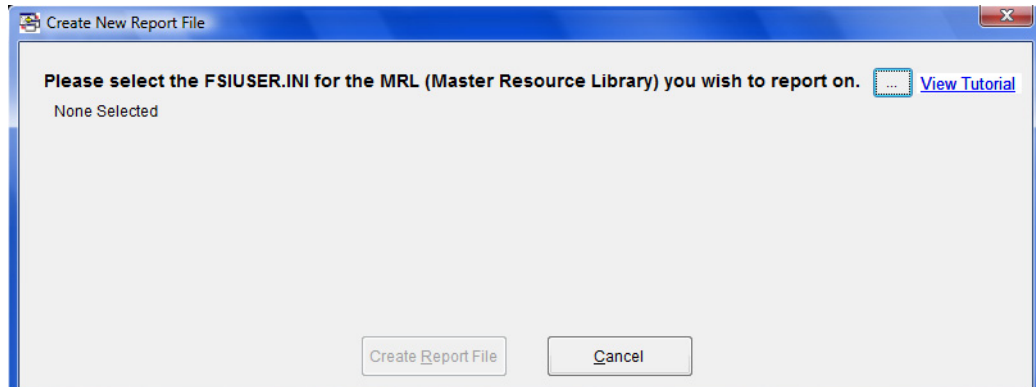 Create New Report File
Please select the FSIUSER.INI for the MRL (Master Resource Library) you wish to report on. ... View Tutorial
None Selected
Create Report File Cancel